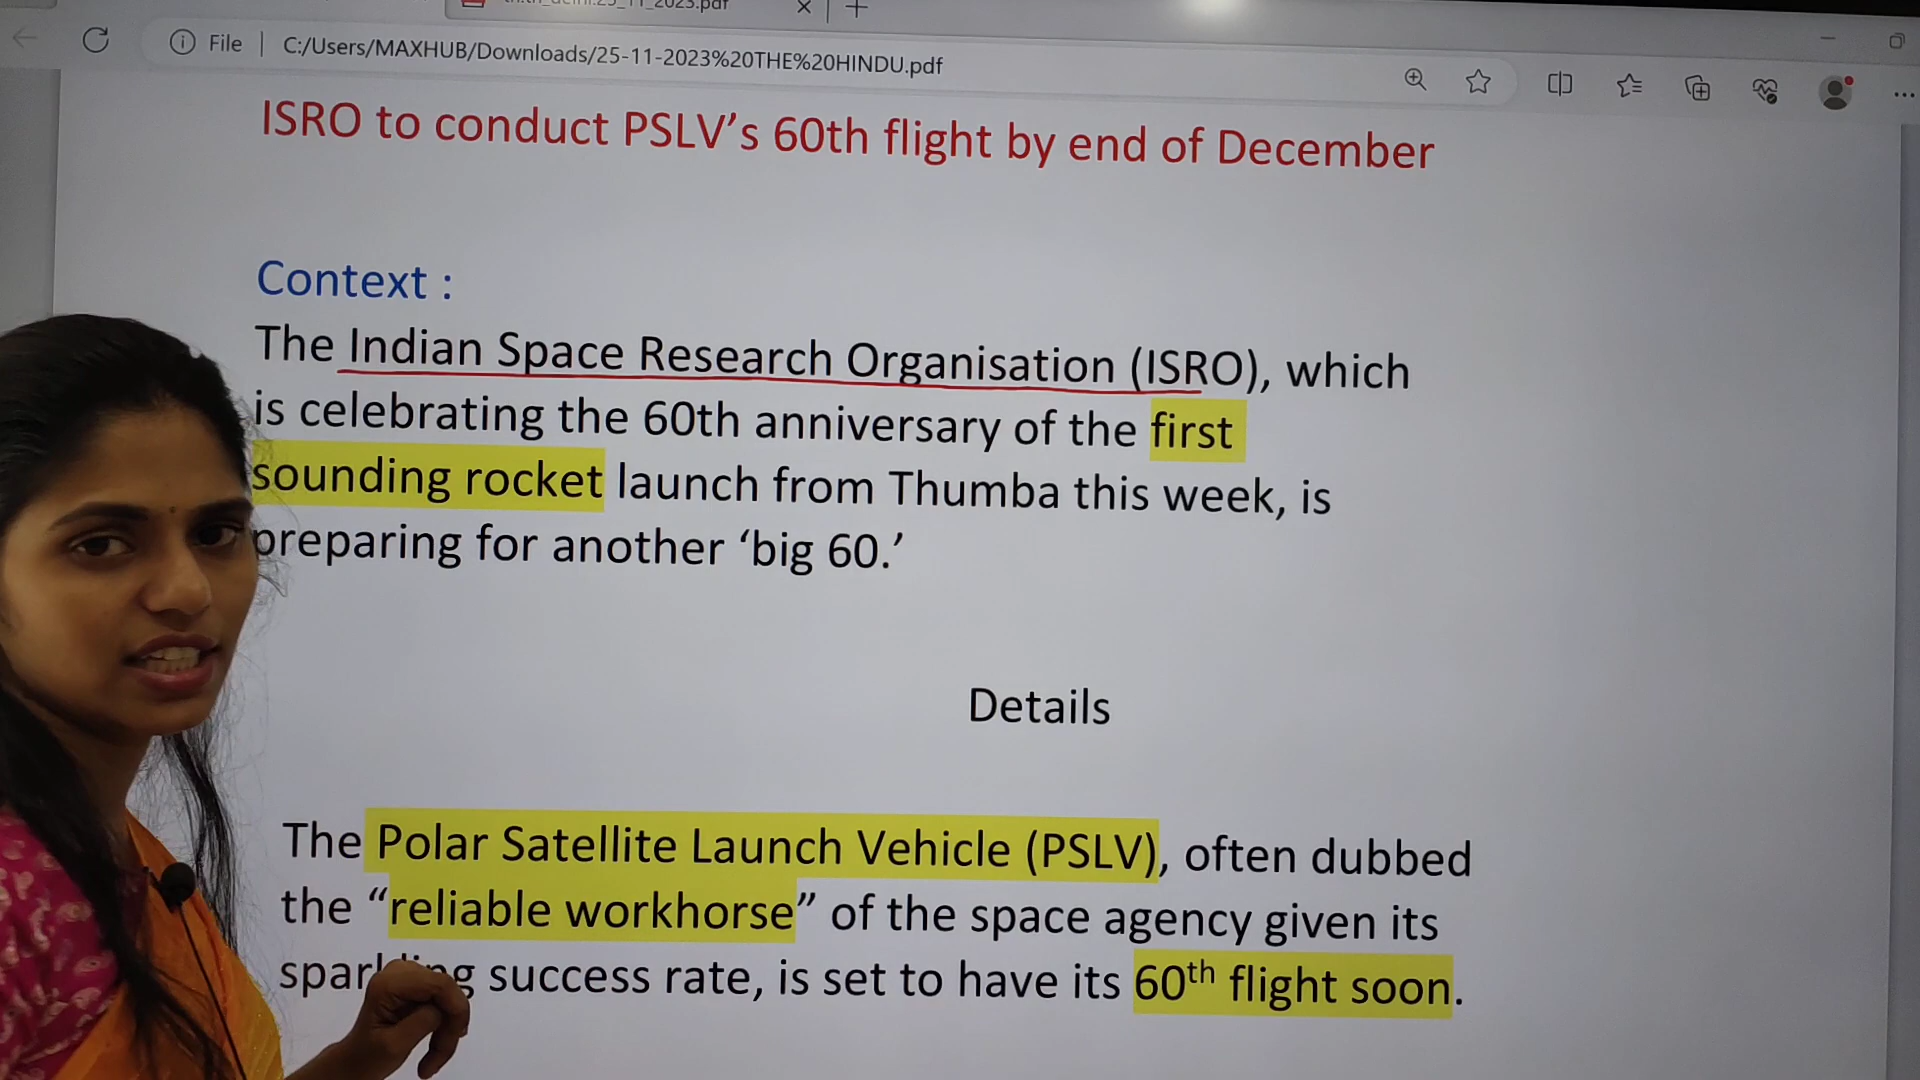 File | C:/Users/MAXHUB/Downloads/25-11-2023%20THE%20HINDU.pdf
ISRO to conduct PSLV’s 60th flight by end of December
Context :
The Indian Space Research Organisation (ISRO), which
is celebrating the 60th anniversary of the first
sounding rocket launch from Thumba this week, is
preparing for another ‘big 60.’
Details
The Polar Satellite Launch Vehicle (PSLV), often dubbed
the “reliable workhorse” of the space agency given its
sparkling success rate, is set to have its 60th flight soon.